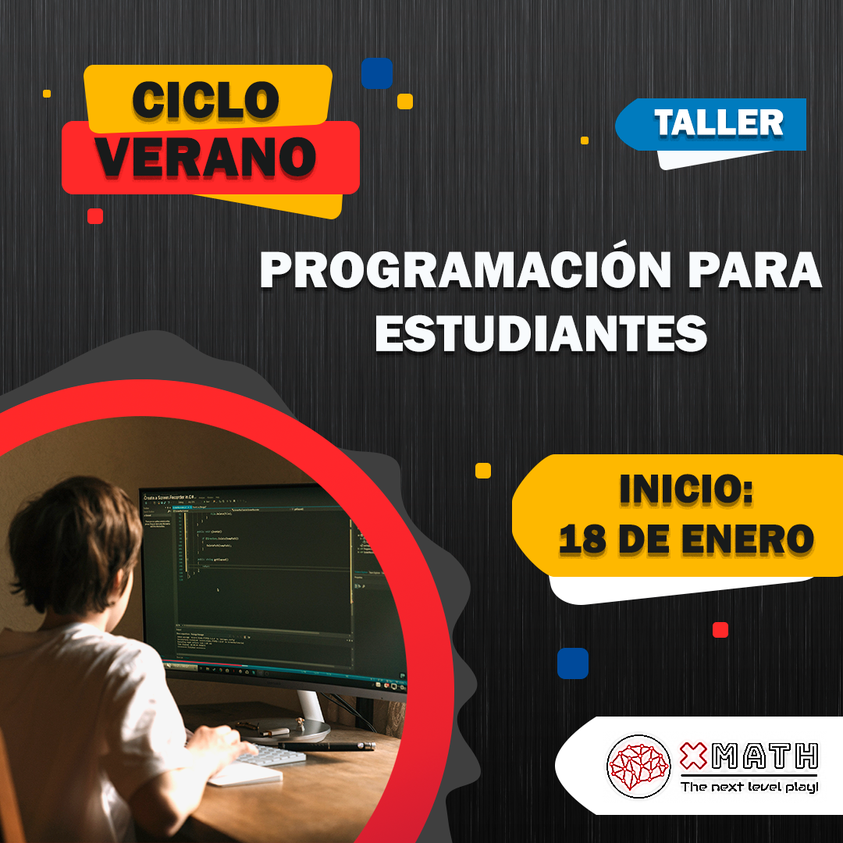 CICLO
VERANO
TALLER
PROGRAMACIÓN PARA
ESTUDIANTES
INICIO:
18 DE ENERO
XMATH
The next level play!